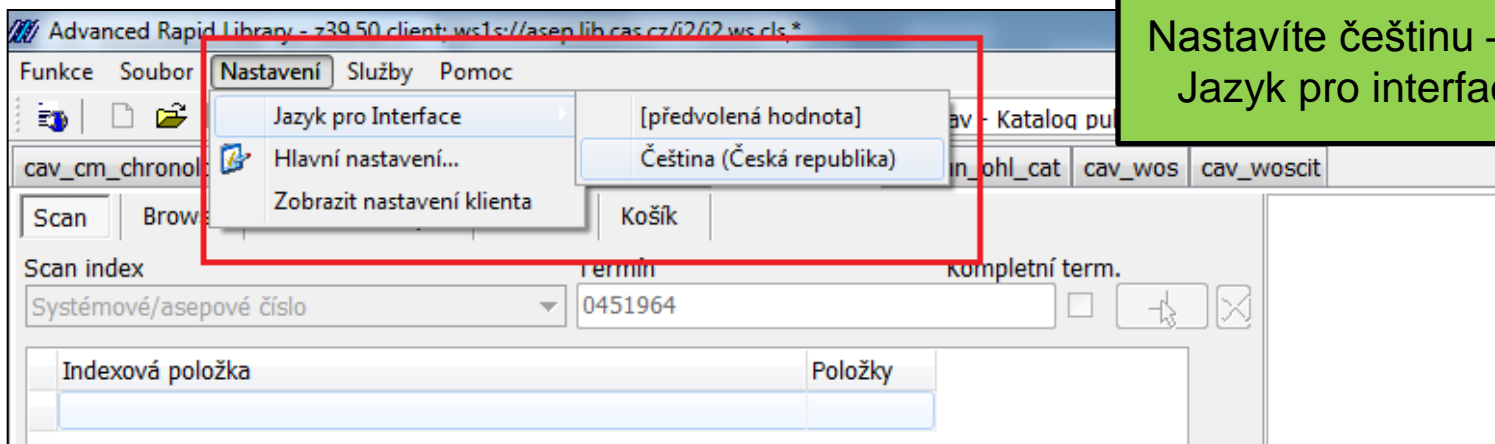 Advanced Rapid Library - z39.50 client; ws1s://asep.lib.cas.cz/i2/i2.ws.cls,*
Nastavíte češtinu -
Jazyk pro interfac
Funkce Soubor Nastavení Služby Pomoc
Jazyk pro Interface
[předvolená hodnota]
av - Katalog pu
Hlavní nastavení...
Čeština (Česká republika)
cav_cm_chronol
un_ohl_cat cav_wos cav_woscit
Zobrazit nastavení klienta
Scan Brows Košík
Scan index Termín Kompletní term.
Systémové/asepové číslo 0451964
Indexová položka Položky